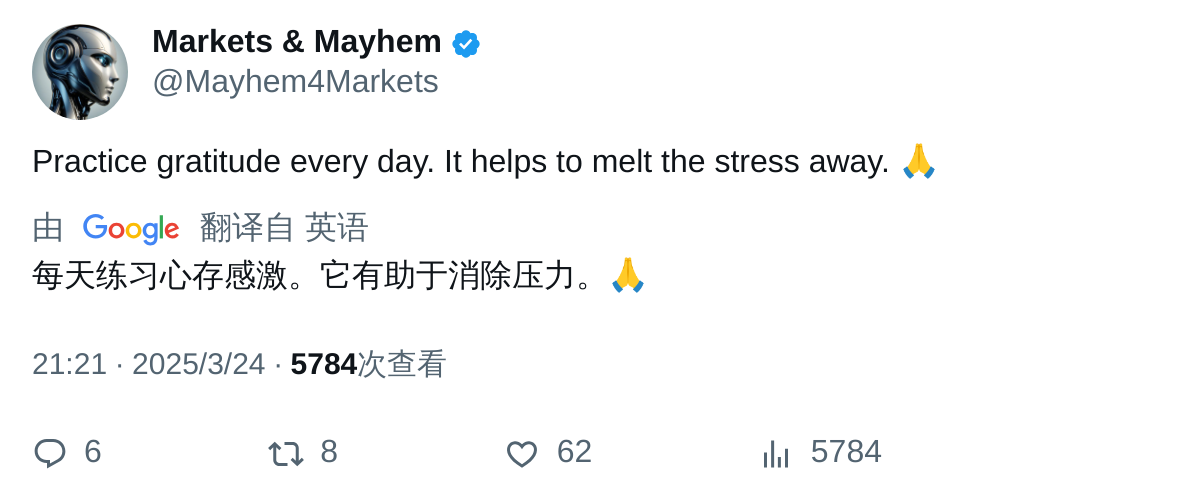 Markets & Mayhem
@Mayhem4Markets
Practice gratitude every day. It helps to melt the stress away. 🙏
由 Google 翻译自 英语
每天练习心存感激。它有助于消除压力。🙏
21:21 · 2025/3/24 · 5784次查看
6 8 62 5784